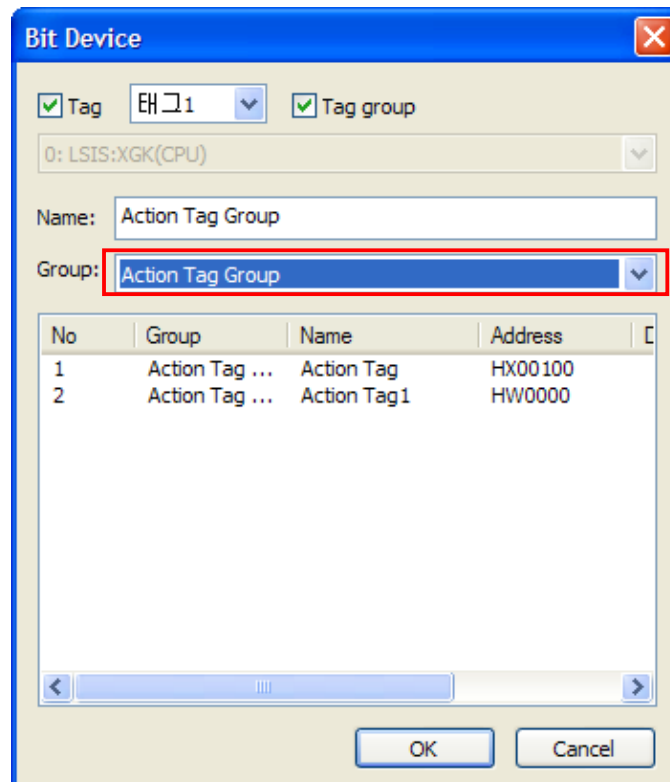 Bit Device
Tag 태그1 Tag group
0: LSIS:XGK(CPU)
Name: Action Tag Group
Group: Action Tag Group
No Group Name Address
1 Action Tag ... Action Tag HX00100
2 Action Tag ... Action Tag1 HW0000
OK Cancel